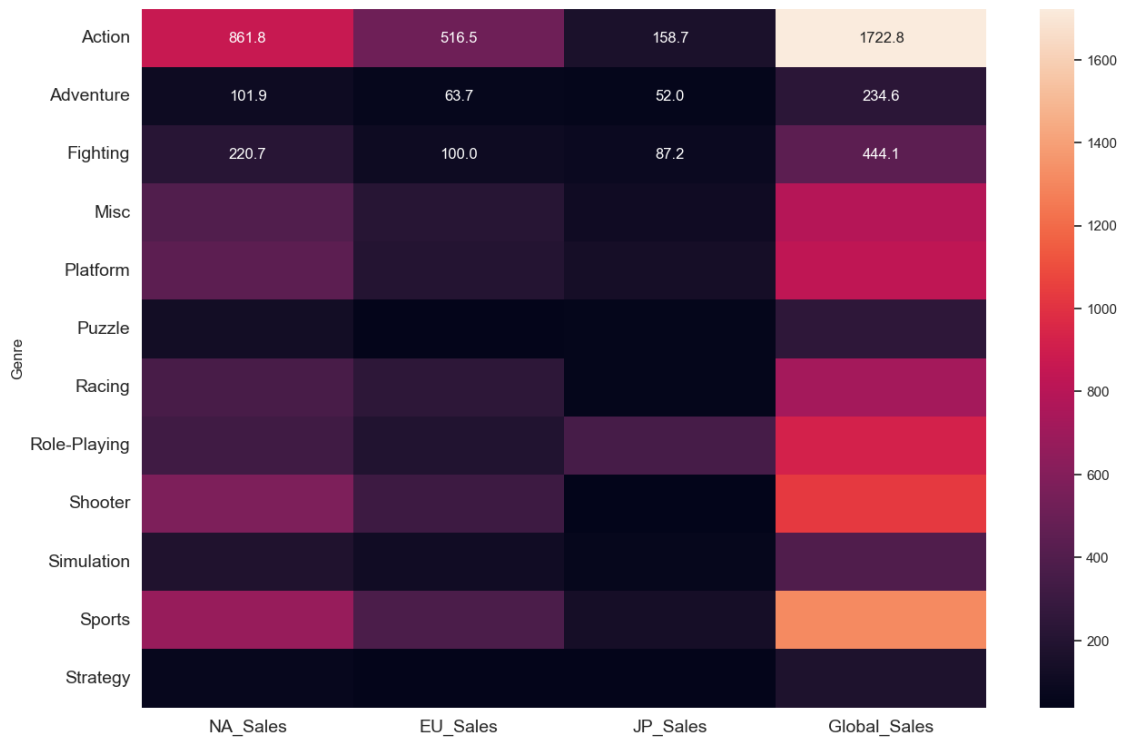 Action 861.8 516.5 158.7 1722.8
Adventure 101.9 63.7 52.0 234.6
Fighting 220.7 100.0 87.2 444.1
Misc
Platform
Puzzle
Racing
Role-Playing
Shooter
Simulation
Sports
Strategy
Genre
NA_Sales EU_Sales JP_Sales Global_Sales
1600
1400
1200
1000
800
600
400
200